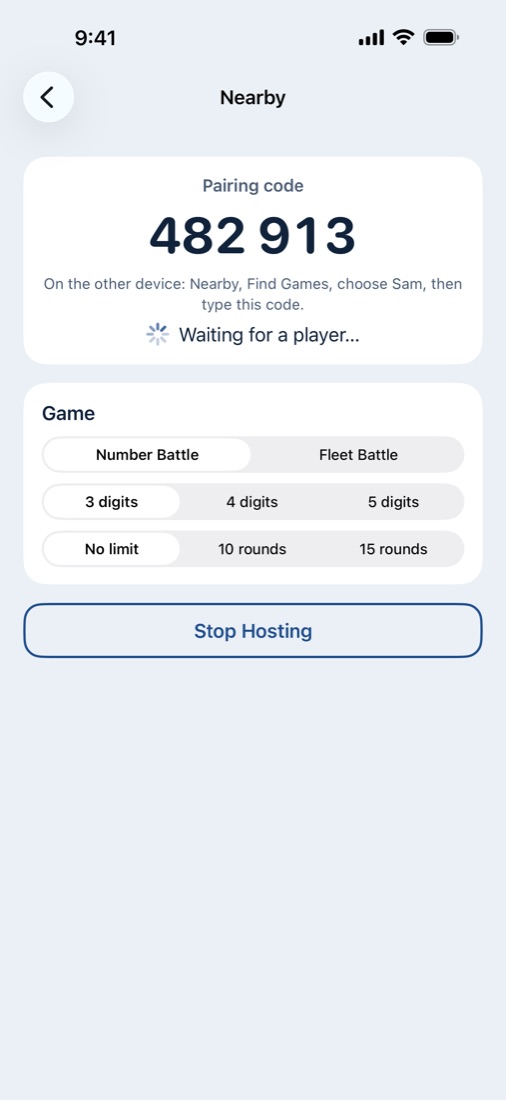 9:41
Nearby
Pairing code
482 913
On the other device: Nearby, Find Games, choose Sam, then
type this code.
Waiting for a player...
Game
Number Battle Fleet Battle
3 digits 4 digits 5 digits
No limit 10 rounds 15 rounds
Stop Hosting